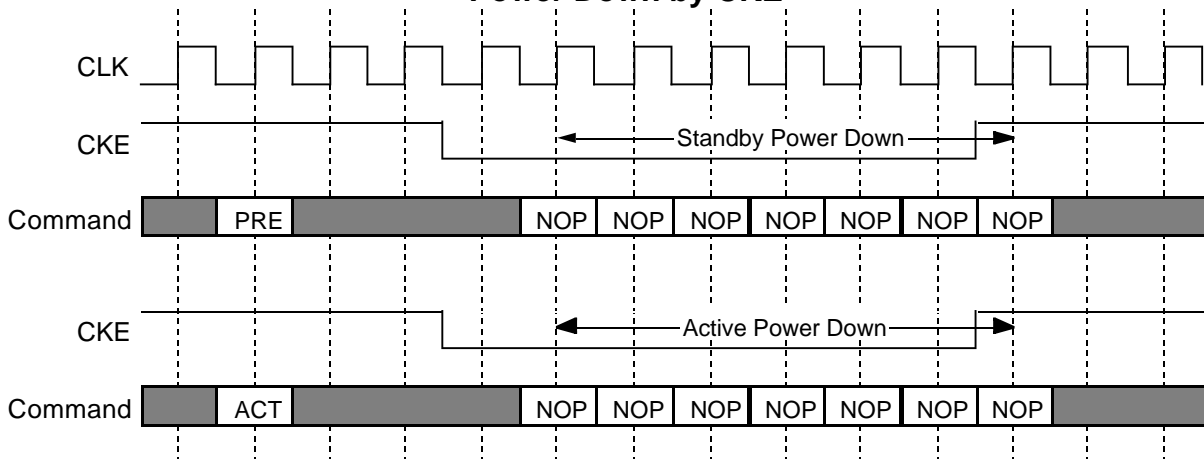 CLK
CKE
Standby Power Down
Command PRE NOP NOP NOP NOP NOP NOP NOP
CKE
Active Power Down
Command ACT NOP NOP NOP NOP NOP NOP NOP